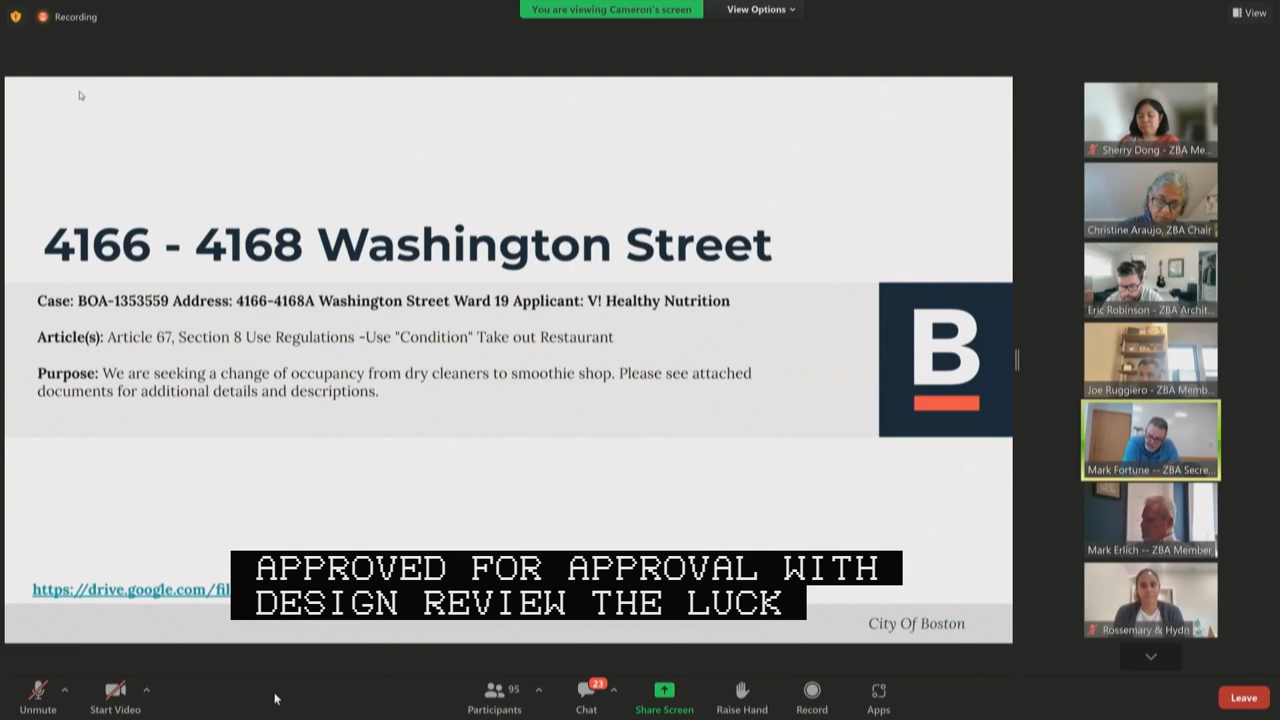 Recording
You are viewing Cameron's screen
View Options
View
4166 - 4168 Washington Street
Case: BOA-1353559 Address: 4166-4168A Washington Street Ward 19 Applicant: V! Healthy Nutrition
Article(s): Article 67, Section 8 Use Regulations -Use "Condition" Take out Restaurant
Purpose: We are seeking a change of occupancy from dry cleaners to smoothie shop. Please see attached
documents for additional details and descriptions.
B
https://drive.google.com/fil
APPROVED FOR APPROVAL WITH
DESIGN REVIEW THE LUCK
City Of Boston
Sherry Dong - ZBA Me...
Christine Araujo, ZBA Chair
Eric Robinson - ZBA Archit...
Joe Ruggiero - ZBA Memb...
Mark Fortune -- ZBA Secre...
Mark Erlich -- ZBA Member
Rossemary & Hydn
Unmute
Start Video
95
Participants
23
Chat
Share Screen
Raise Hand
Record
Apps
Leave